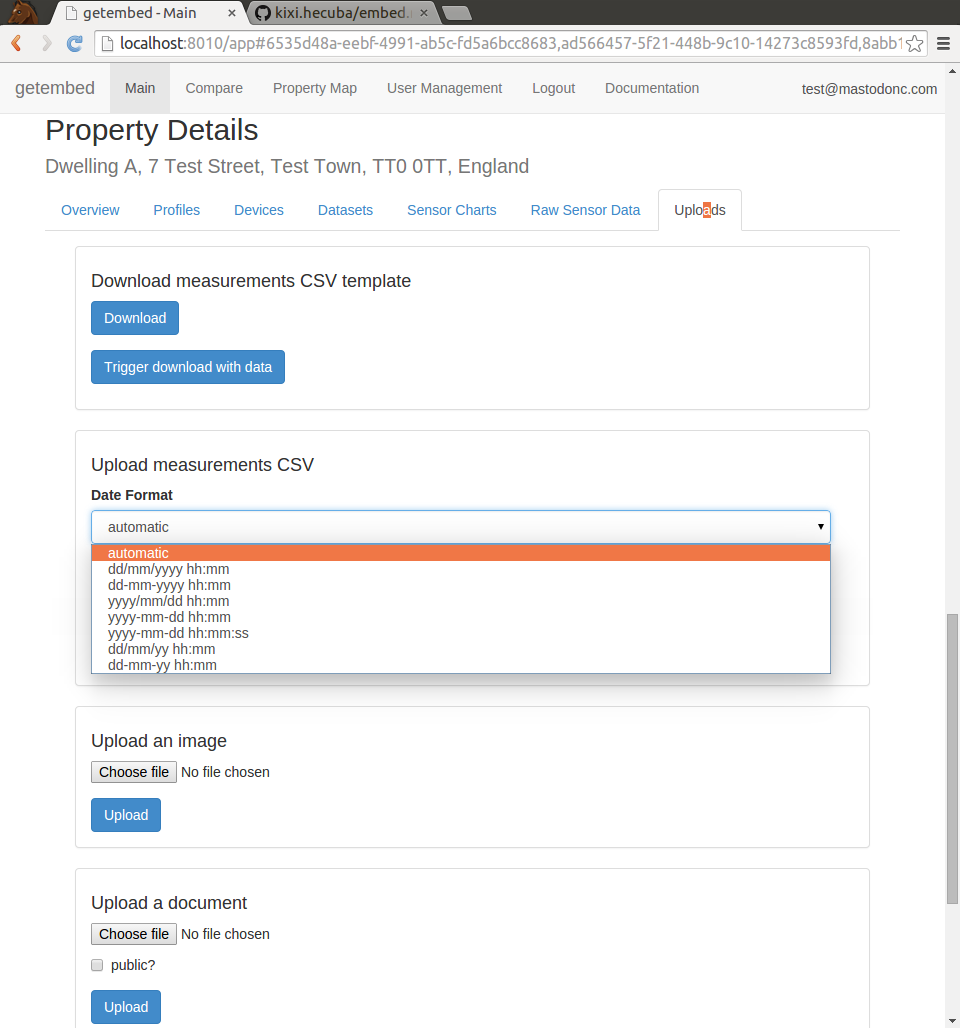 getembed - Main × kixi.hecuba/embed. ×
localhost:8010/app#6535d48a-eebf-4991-ab5c-fd5a6bcc8683,ad566457-5f21-448b-9c10-14273c8593fd,8abb1
getembed Main Compare Property Map User Management Logout Documentation test@mastodonc.com
Property Details
Dwelling A, 7 Test Street, Test Town, TT0 0TT, England
Overview Profiles Devices Datasets Sensor Charts Raw Sensor Data Uploads
Download measurements CSV template
Download
Trigger download with data
Upload measurements CSV
Date Format
automatic
automatic
dd/mm/yyyy hh:mm
dd-mm-yyyy hh:mm
yyyy/mm/dd hh:mm
yyyy-mm-dd hh:mm
yyyy-mm-dd hh:mm:ss
dd/mm/yy hh:mm
dd-mm-yy hh:mm
Upload an image
Choose file No file chosen
Upload
Upload a document
Choose file No file chosen
public?
Upload